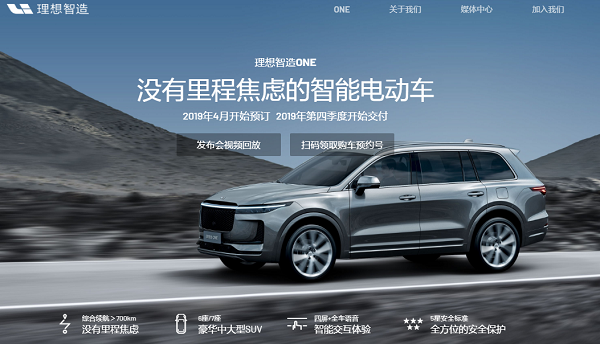 理想智造
ONE
关于我们
媒体中心
加入我们
理想智造ONE
没有里程焦虑的智能电动车
2019年4月开始预订 2019年第四季度开始交付
发布会视频回放
扫码领取购车预约号
综合续航＞700km
没有里程焦虑
6座/7座
豪华中大型SUV
四屏+全车语音
智能交互体验
5星安全标准
全方位的安全保护